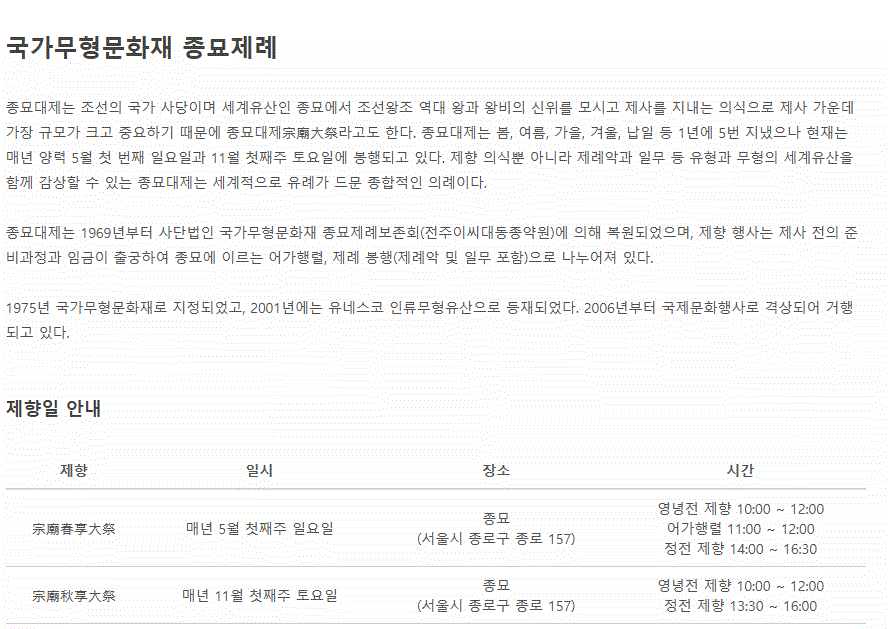 국가무형문화재 종묘제례
종묘대제는 조선의 국가 사당이며 세계유산인 종묘에서 조선왕조 역대 왕과 왕비의 신위를 모시고 제사를 지내는 의식으로 제사 가운데
가장 규모가 크고 중요하기 때문에 종묘대제宗廟大祭라고도 한다. 종묘대제는 봄, 여름, 가을, 겨울, 납일 등 1년에 5번 지냈으나 현재는
매년 양력 5월 첫 번째 일요일과 11월 첫째주 토요일에 봉행되고 있다. 제향 의식뿐 아니라 제례악과 일무 등 유형과 무형의 세계유산을
함께 감상할 수 있는 종묘대제는 세계적으로 유례가 드문 종합적인 의례이다.
종묘대제는 1969년부터 사단법인 국가무형문화재 종묘제례보존회(전주이씨대동종약원)에 의해 복원되었으며, 제향 행사는 제사 전의 준
비과정과 임금이 출궁하여 종묘에 이르는 어가행렬, 제례 봉행(제례악 및 일무 포함)으로 나누어져 있다.
1975년 국가무형문화재로 지정되었고, 2001년에는 유네스코 인류무형유산으로 등재되었다. 2006년부터 국제문화행사로 격상되어 거행
되고 있다.
제향일 안내
제향 일시 장소 시간
宗廟春享大祭 매년 5월 첫째주 일요일 종묘 (서울시 종로구 종로 157) 영녕전 제향 10:00 ~ 12:00
어가행렬 11:00 ~ 12:00
정전 제향 14:00 ~ 16:30
宗廟秋享大祭 매년 11월 첫째주 토요일 종묘 (서울시 종로구 종로 157) 영녕전 제향 10:00 ~ 12:00
정전 제향 13:30 ~ 16:00